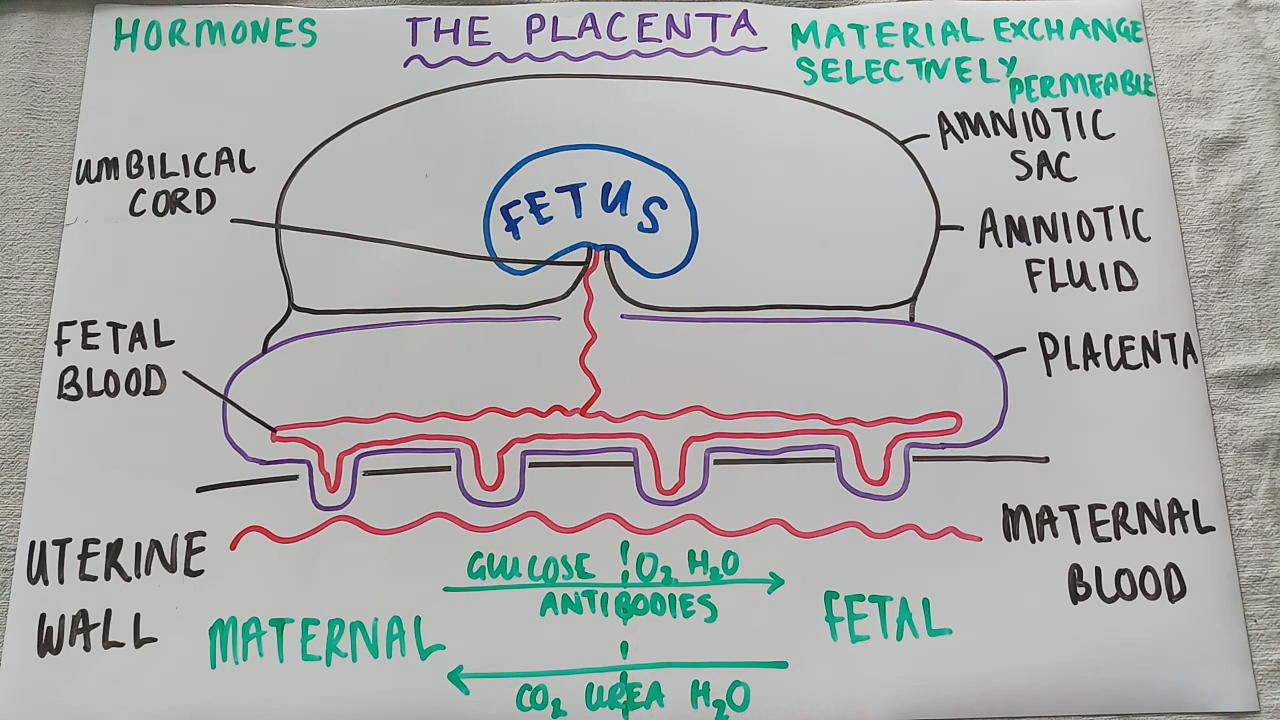 HORMONES
THE PLACENTA
MATERIAL EXCHANGE
SELECTIVELY
PERMEABLE
UMBILICAL
CORD
FETUS
AMNIOTIC
SAC
AMNIOTIC
FLUID
FETAL
BLOOD
PLACENTA
UTERINE
WALL
MATERNAL
BLOOD
GLUCOSE O₂ H₂O
ANTIBODIES
MATERNAL
FETAL
CO₂ UREA H₂O